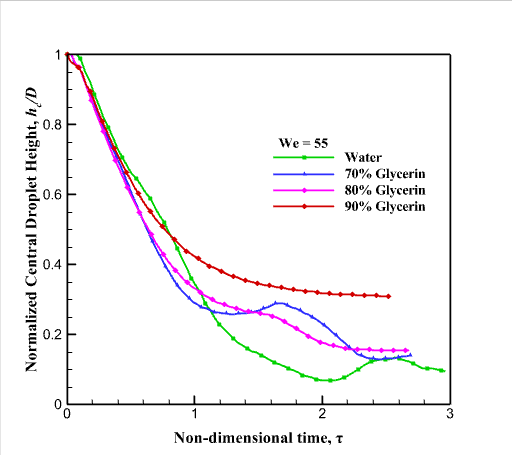 Normalized Central Droplet Height, h_c/D
1
0.8
0.6
0.4
0.2
0
0
1
2
3
We = 55
Water
70% Glycerin
80% Glycerin
90% Glycerin
Non-dimensional time, τ